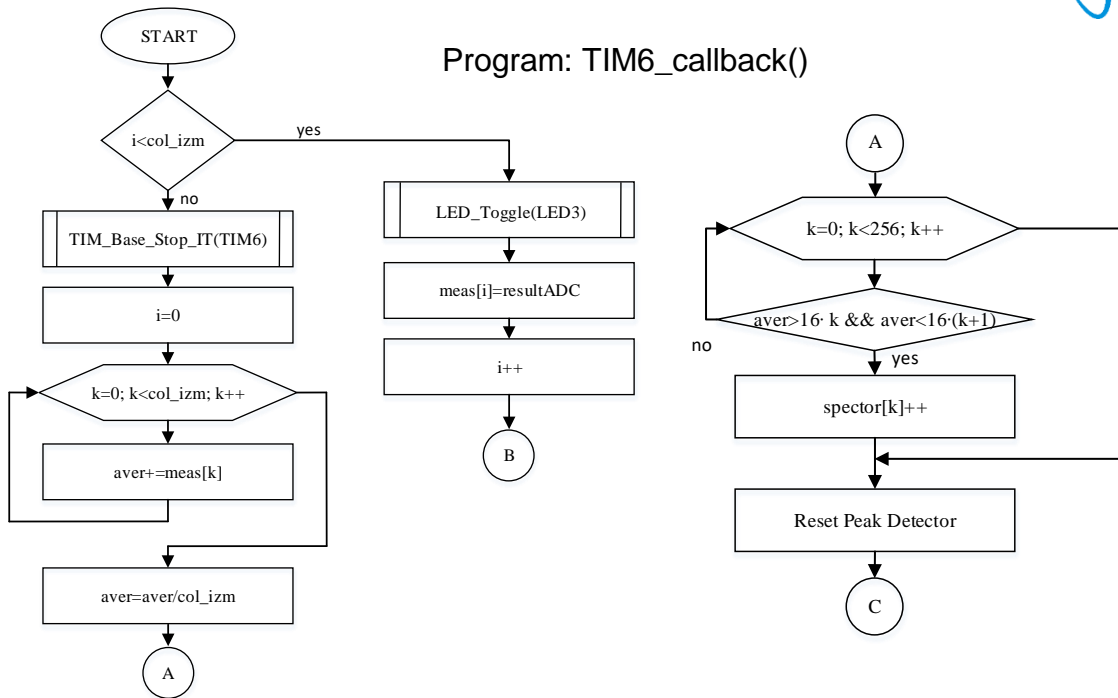 Program: TIM6_callback()
START
i<col_izm
yes
no
TIM_Base_Stop_IT(TIM6)
i=0
k=0; k<col_izm; k++
aver+=meas[k]
aver=aver/col_izm
A
LED_Toggle(LED3)
meas[i]=resultADC
i++
B
A
k=0; k<256; k++
aver>16· k && aver<16·(k+1)
no
yes
spector[k]++
Reset Peak Detector
C